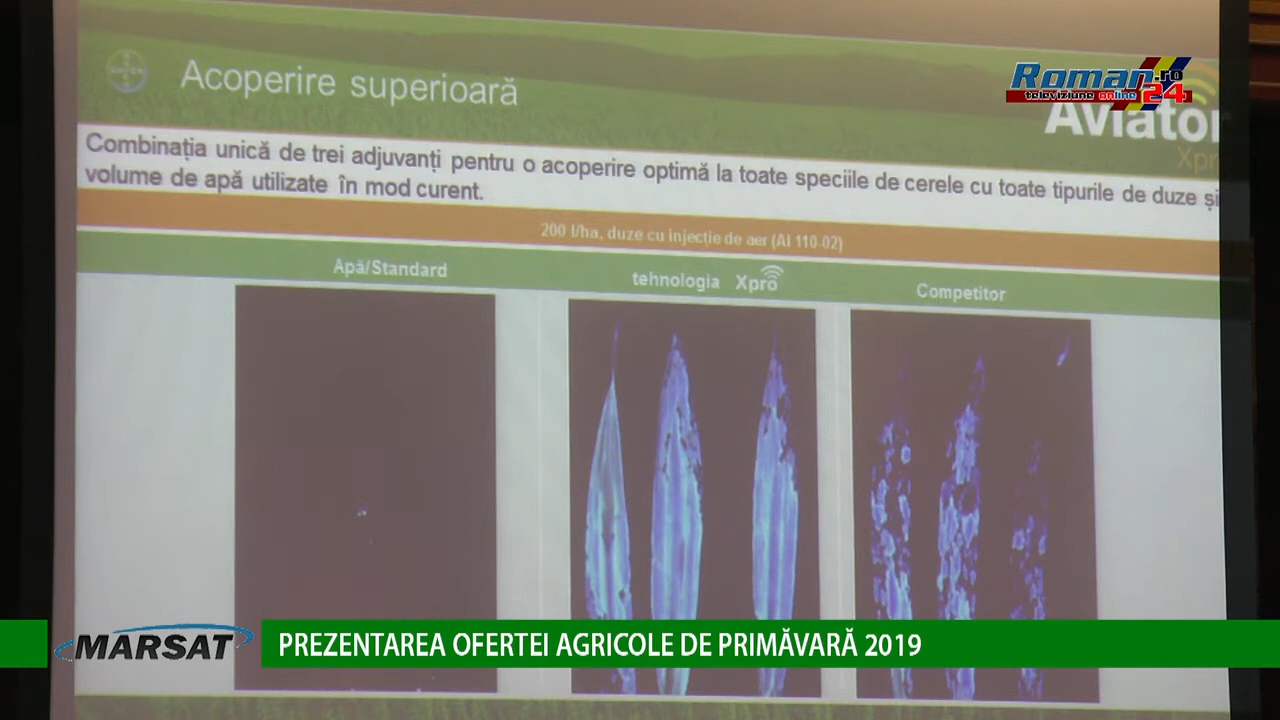 Acoperire superioară
Roman24.ro
televiziune online
Aviator
Xpro
Combinația unică de trei adjuvanți pentru o acoperire optimă la toate speciile de cerele cu toate tipurile de duze și
volume de apă utilizate în mod curent.
200 l/ha, duze cu injecție de aer (AI 110-02)
Apă/Standard
tehnologia Xpro
Competitor
MARSAT
PREZENTAREA OFERTEI AGRICOLE DE PRIMĂVARĂ 2019